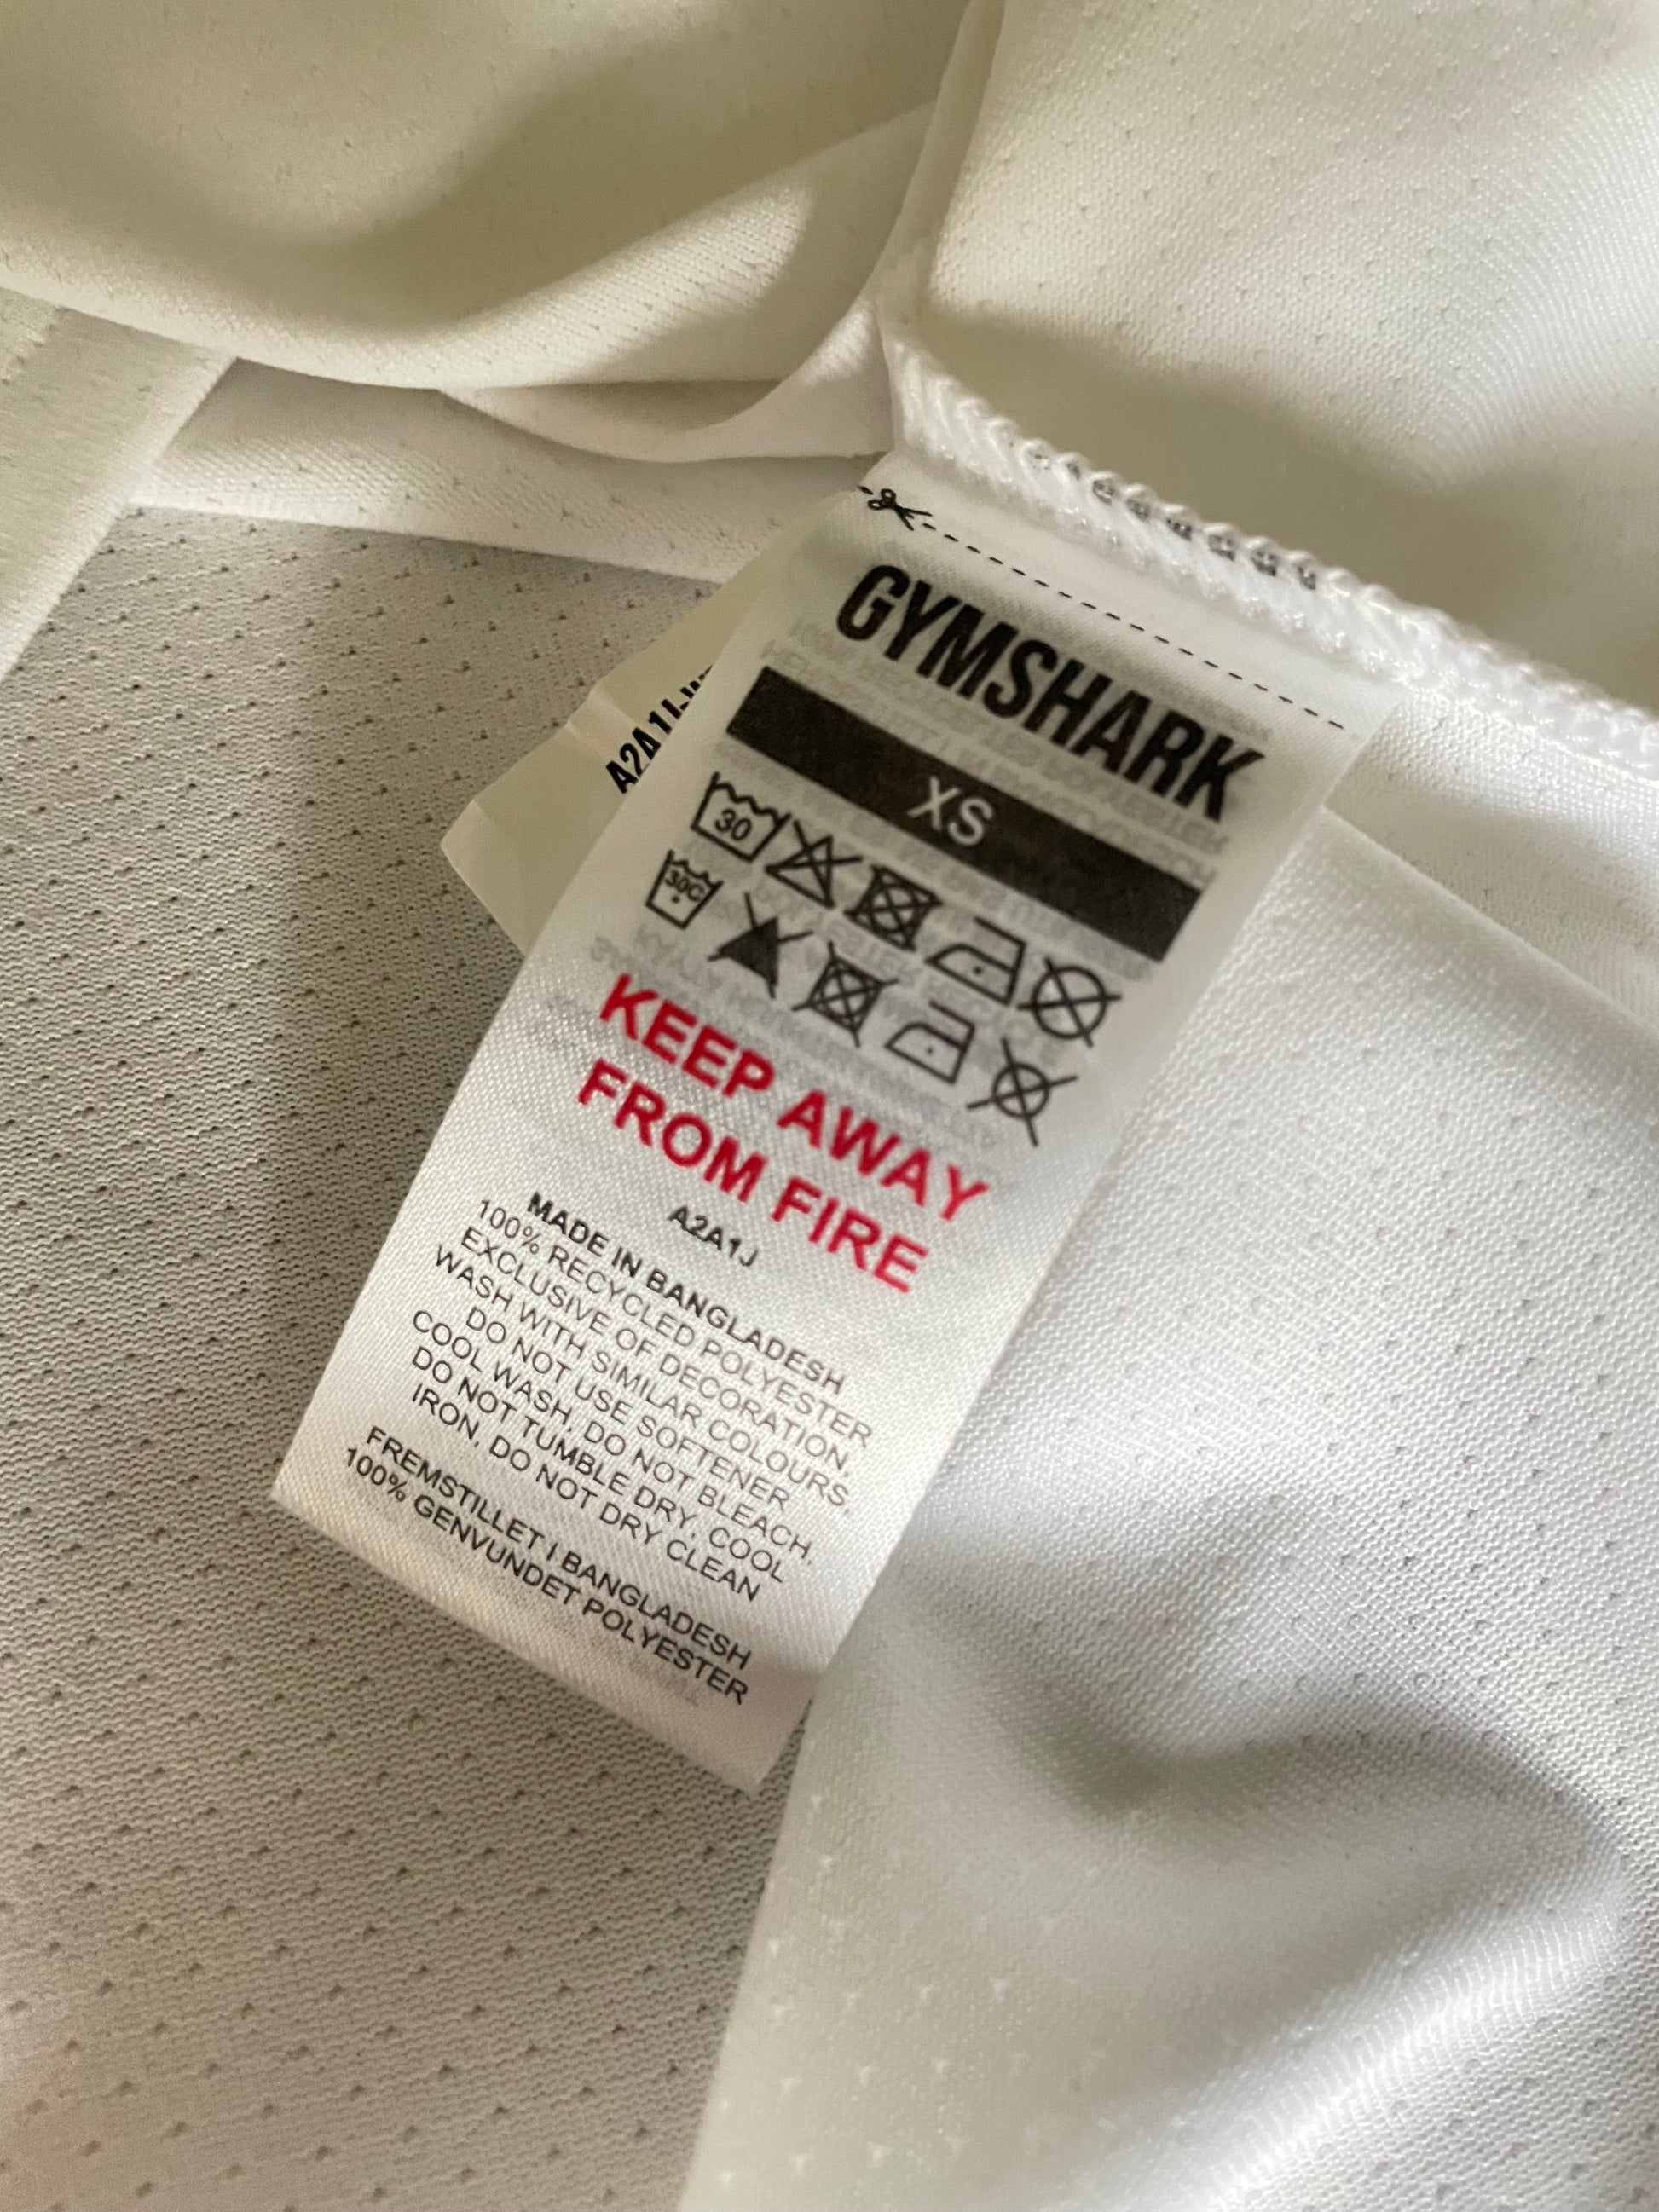 GYMSHARK
XS
30
30C
KEEP AWAY
FROM FIRE
A2A1J
MADE IN BANGLADESH
100% RECYCLED POLYESTER
EXCLUSIVE OF DECORATION,
WASH WITH SIMILAR COLOURS.
DO NOT USE SOFTENER
COOL WASH, DO NOT BLEACH,
DO NOT TUMBLE DRY, COOL
IRON, DO NOT DRY CLEAN
FREMSTILLET I BANGLADESH
100% GENVUNDET POLYESTER